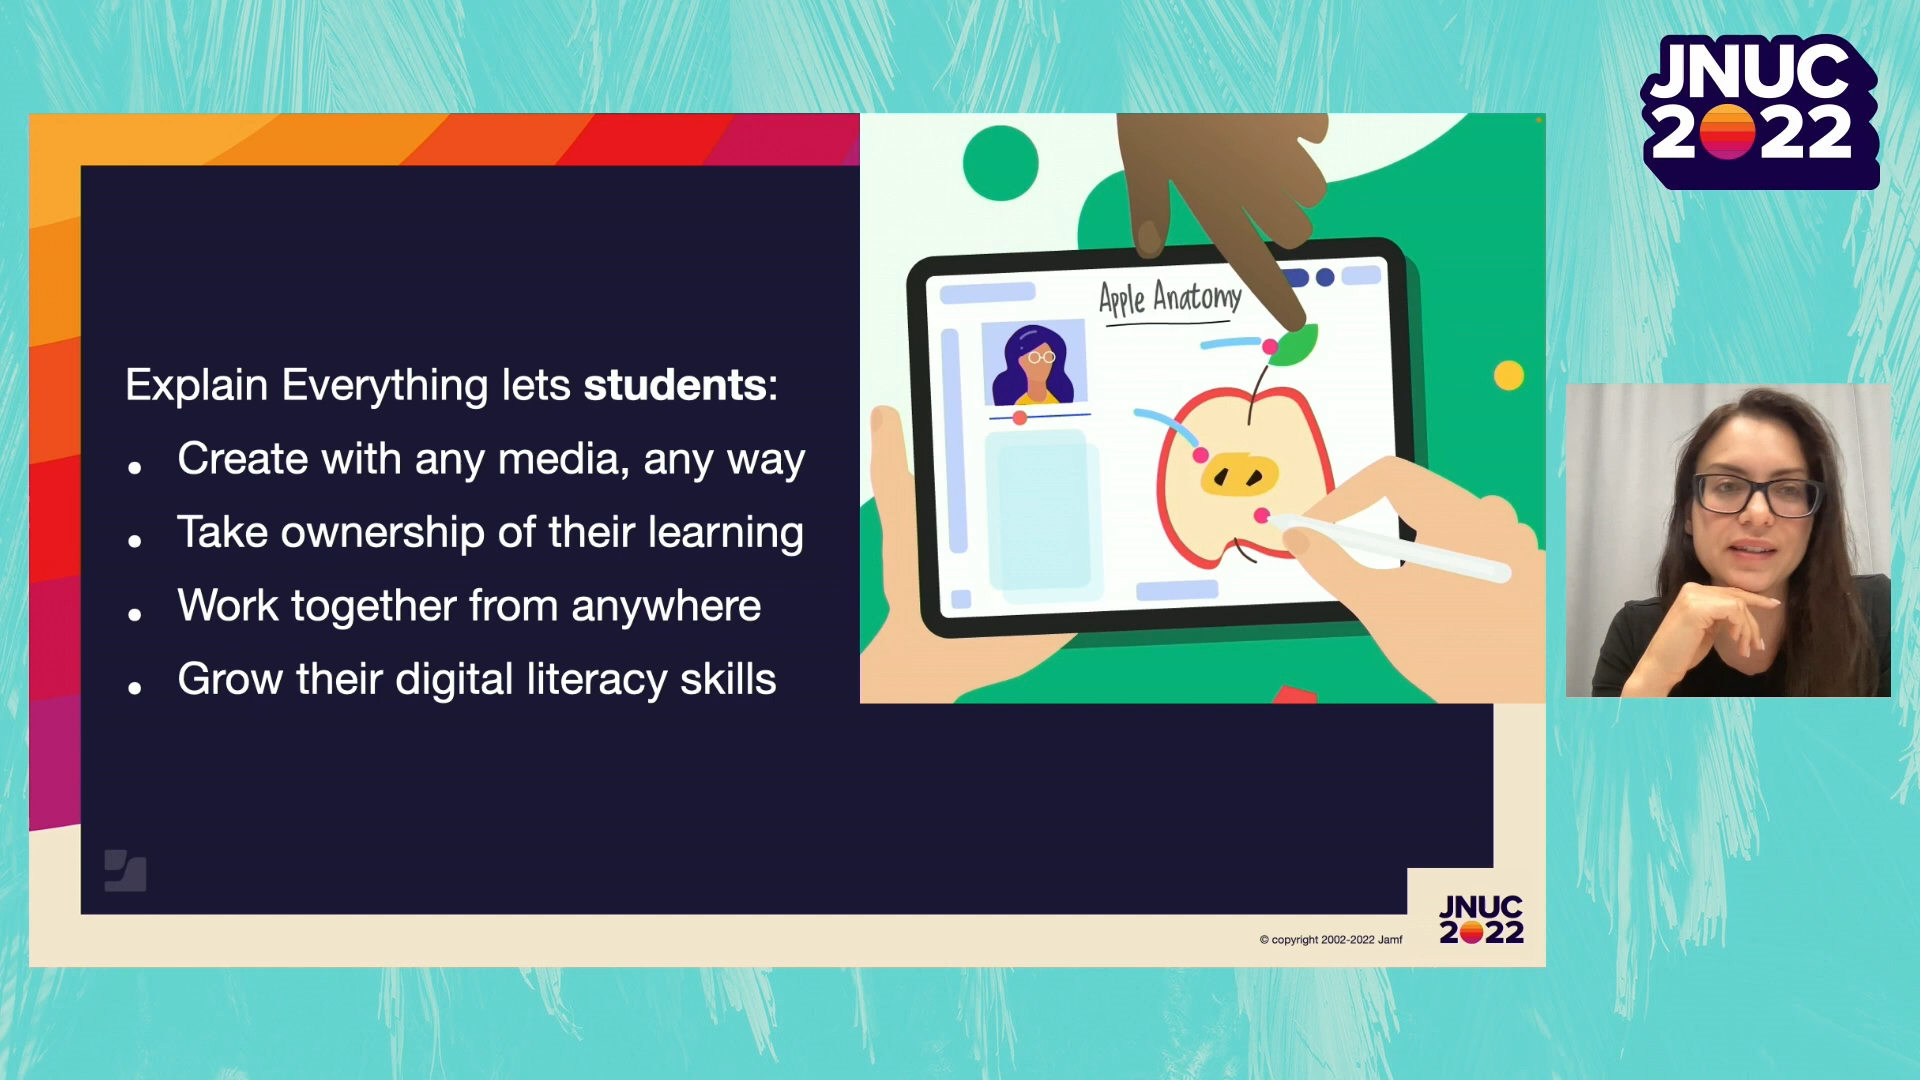 JNUC
2022
Explain Everything lets students:
• Create with any media, any way
• Take ownership of their learning
• Work together from anywhere
• Grow their digital literacy skills
Apple Anatomy
© copyright 2002-2022 Jamf
JNUC
2022